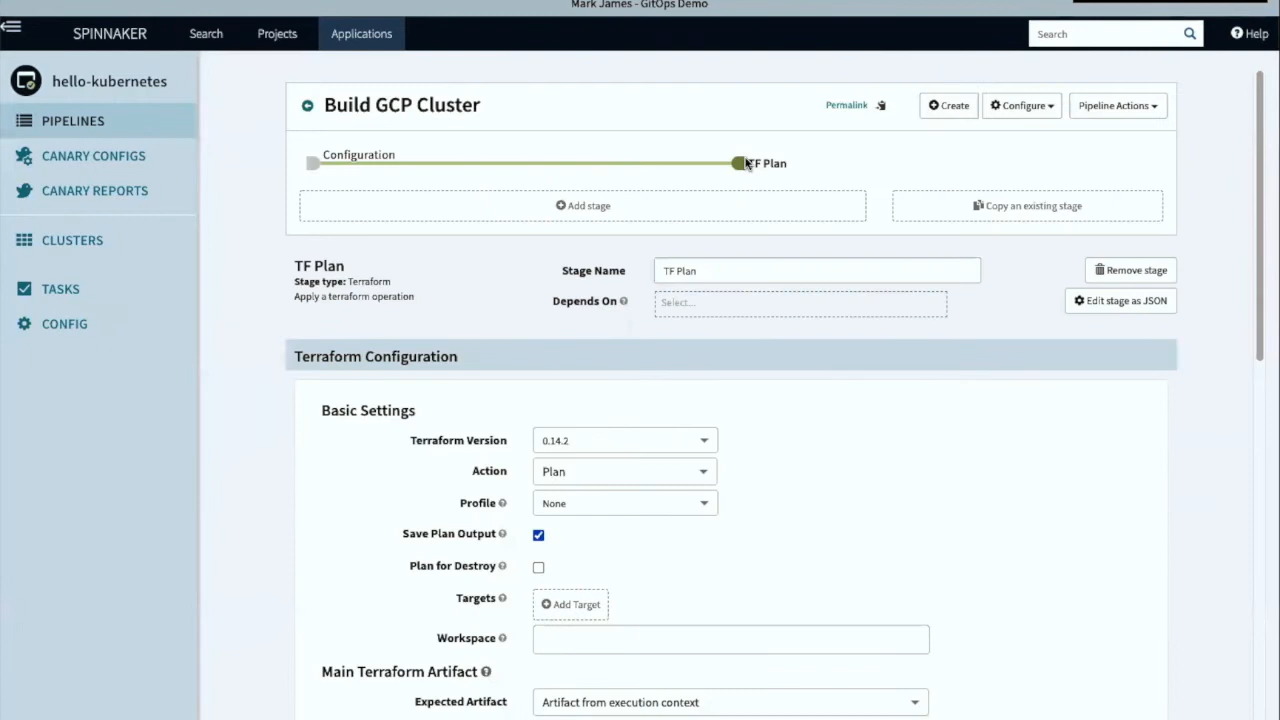 Mark James - GitOps Demo
SPINNAKER Search Projects Applications Search Help
hello-kubernetes
PIPELINES
CANARY CONFIGS
CANARY REPORTS
CLUSTERS
TASKS
CONFIG
Build GCP Cluster
Permalink Create Configure Pipeline Actions
Configuration
TF Plan
Add stage Copy an existing stage
TF Plan
Stage type: Terraform
Apply a terraform operation
Stage Name TF Plan Remove stage
Depends On Select... Edit stage as JSON
Terraform Configuration
Basic Settings
Terraform Version 0.14.2
Action Plan
Profile None
Save Plan Output
Plan for Destroy
Targets Add Target
Workspace
Main Terraform Artifact
Expected Artifact Artifact from execution context